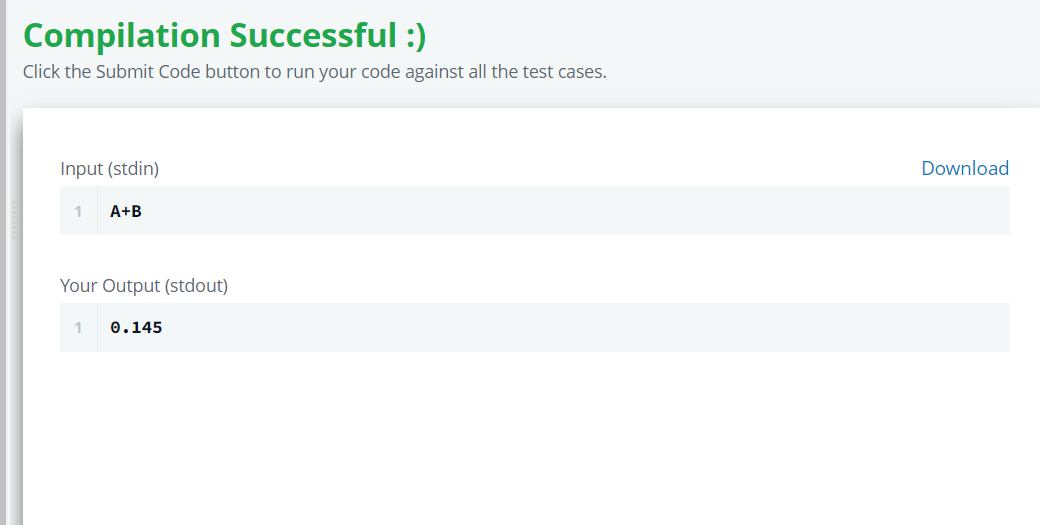 Compilation Successful :)
Click the Submit Code button to run your code against all the test cases.
Input (stdin)
Download
1 A+B
Your Output (stdout)
1 0.145